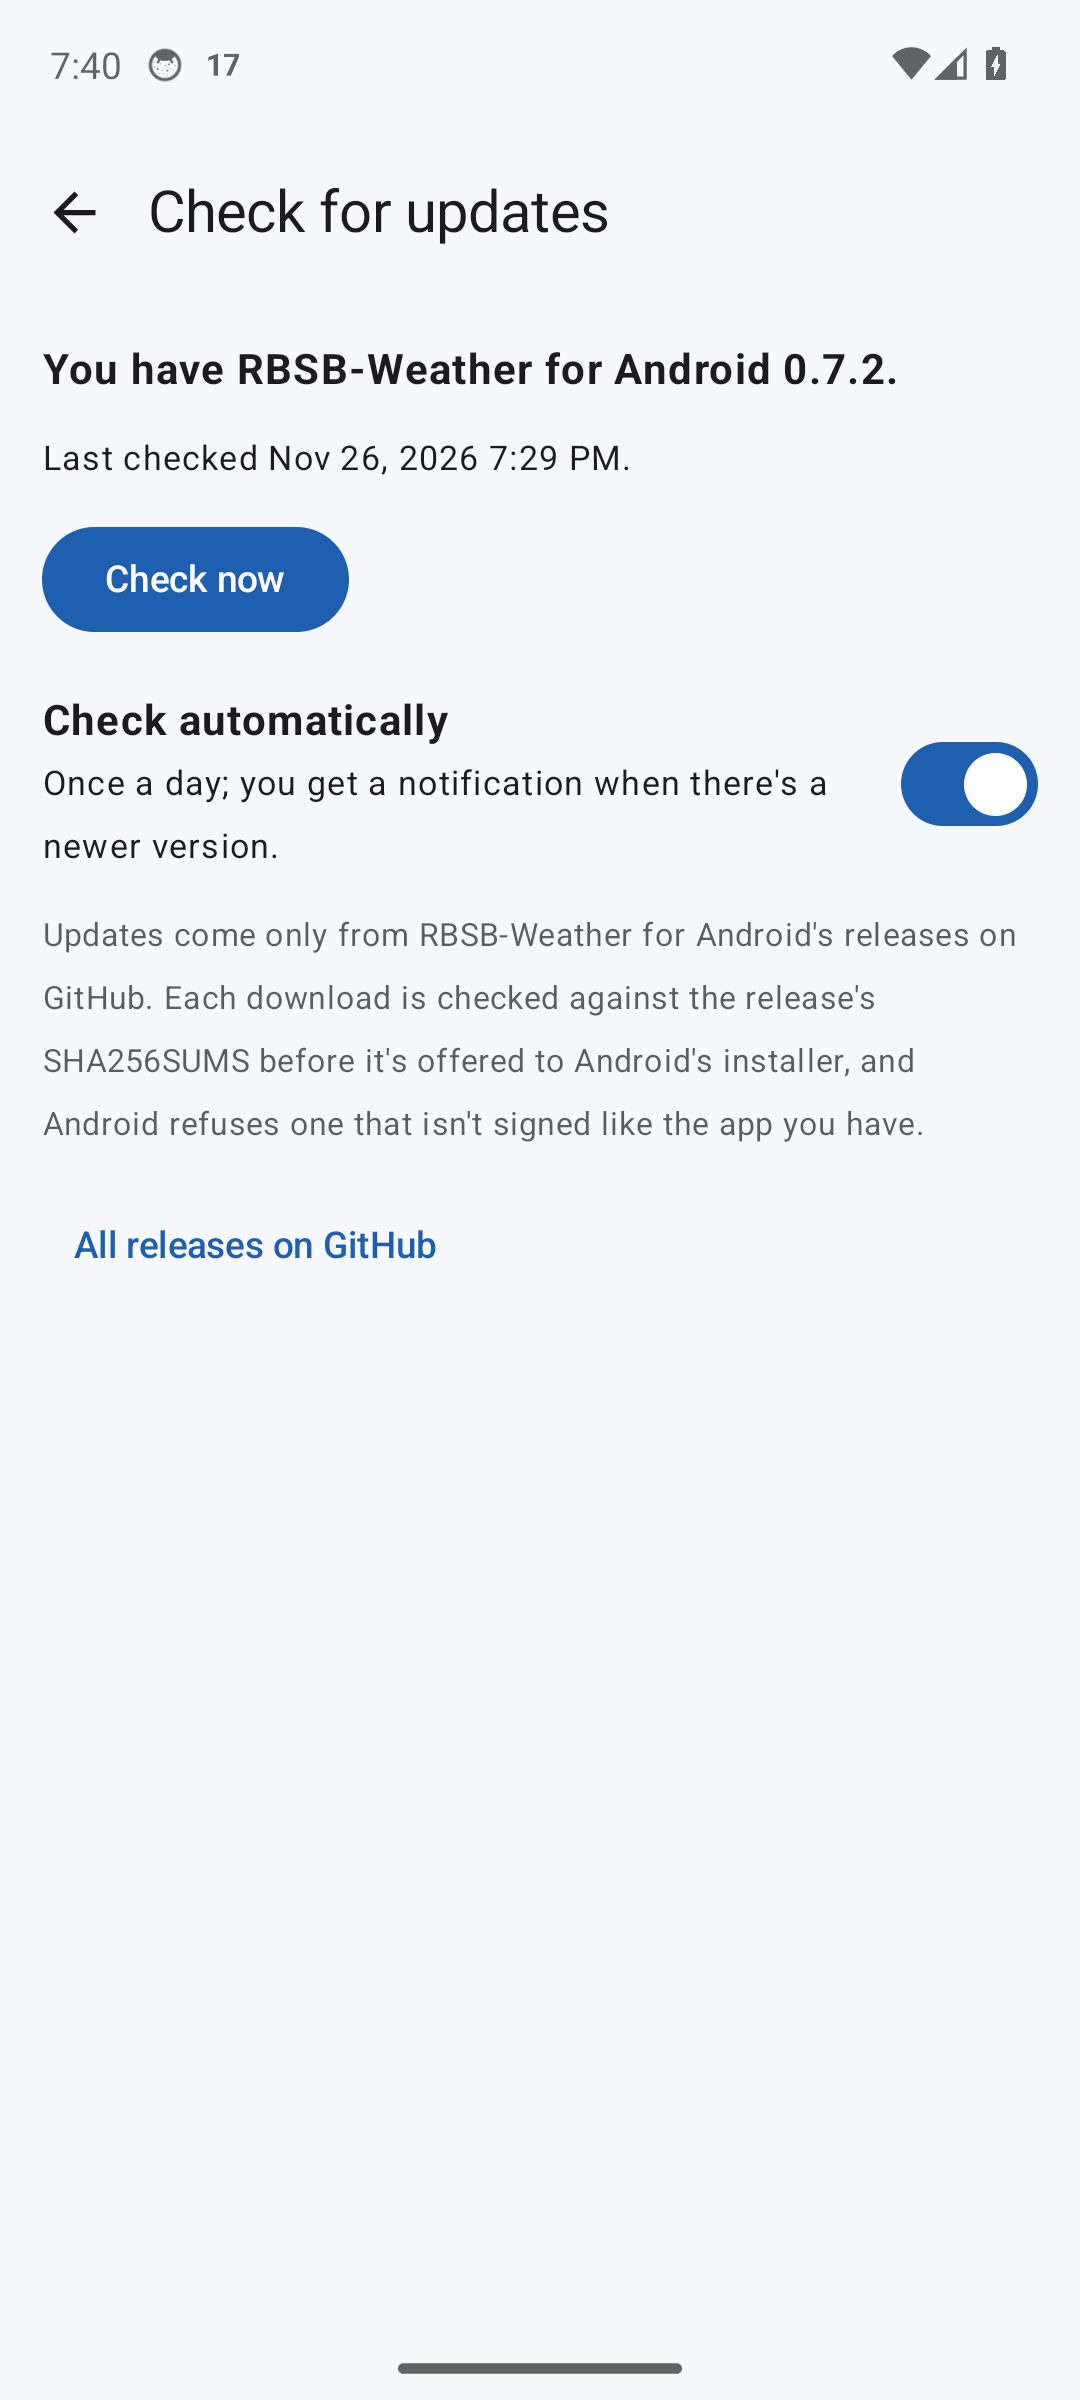 7:40 17
Check for updates
You have RBSB-Weather for Android 0.7.2.
Last checked Nov 26, 2026 7:29 PM.
Check now
Check automatically
Once a day; you get a notification when there's a
newer version.
Updates come only from RBSB-Weather for Android's releases on
GitHub. Each download is checked against the release's
SHA256SUMS before it's offered to Android's installer, and
Android refuses one that isn't signed like the app you have.
All releases on GitHub